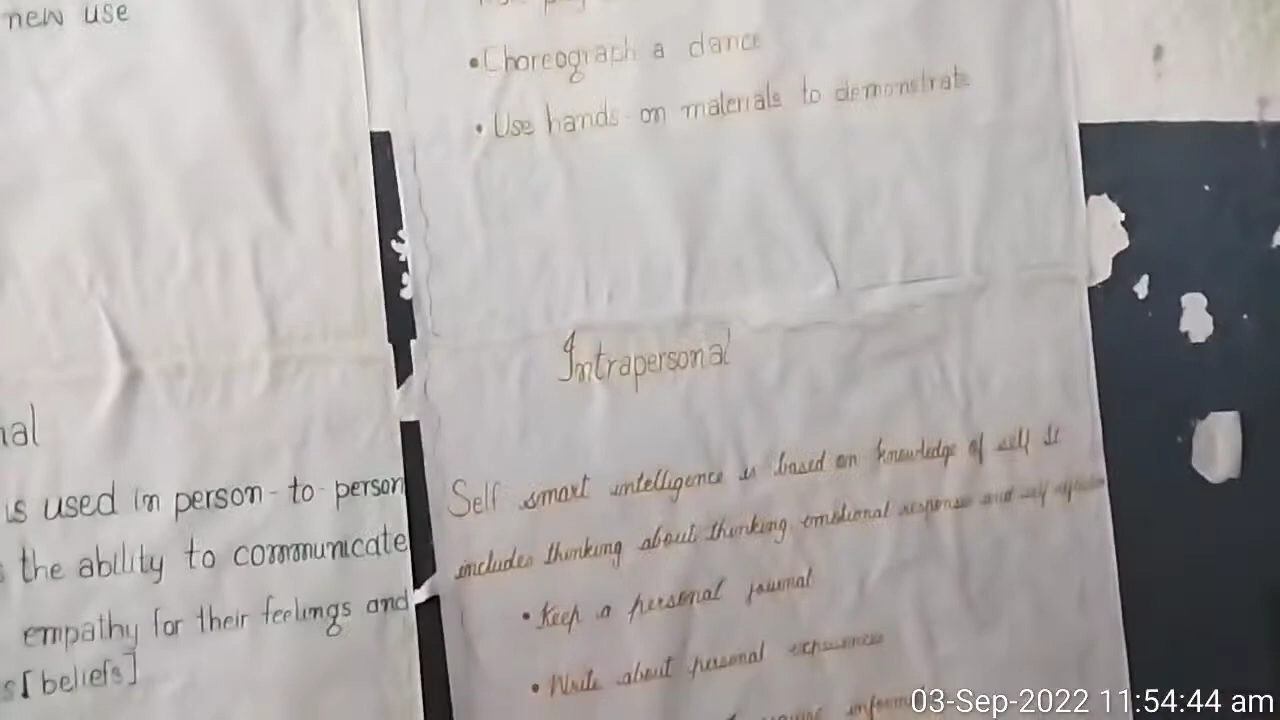 new use
nal
is used in person-to-person
the ability to communicate
empathy for their feelings and
s[beliefs]
• Choreograph a dance
• Use hands-on materials to demonstrate
Intrapersonal
Self smart intelligence is based on knowledge of self It
includes thinking about thinking emotional response and self
• Keep a personal journal
• Write about personal experiences
03-Sep-2022 11:54:44 am